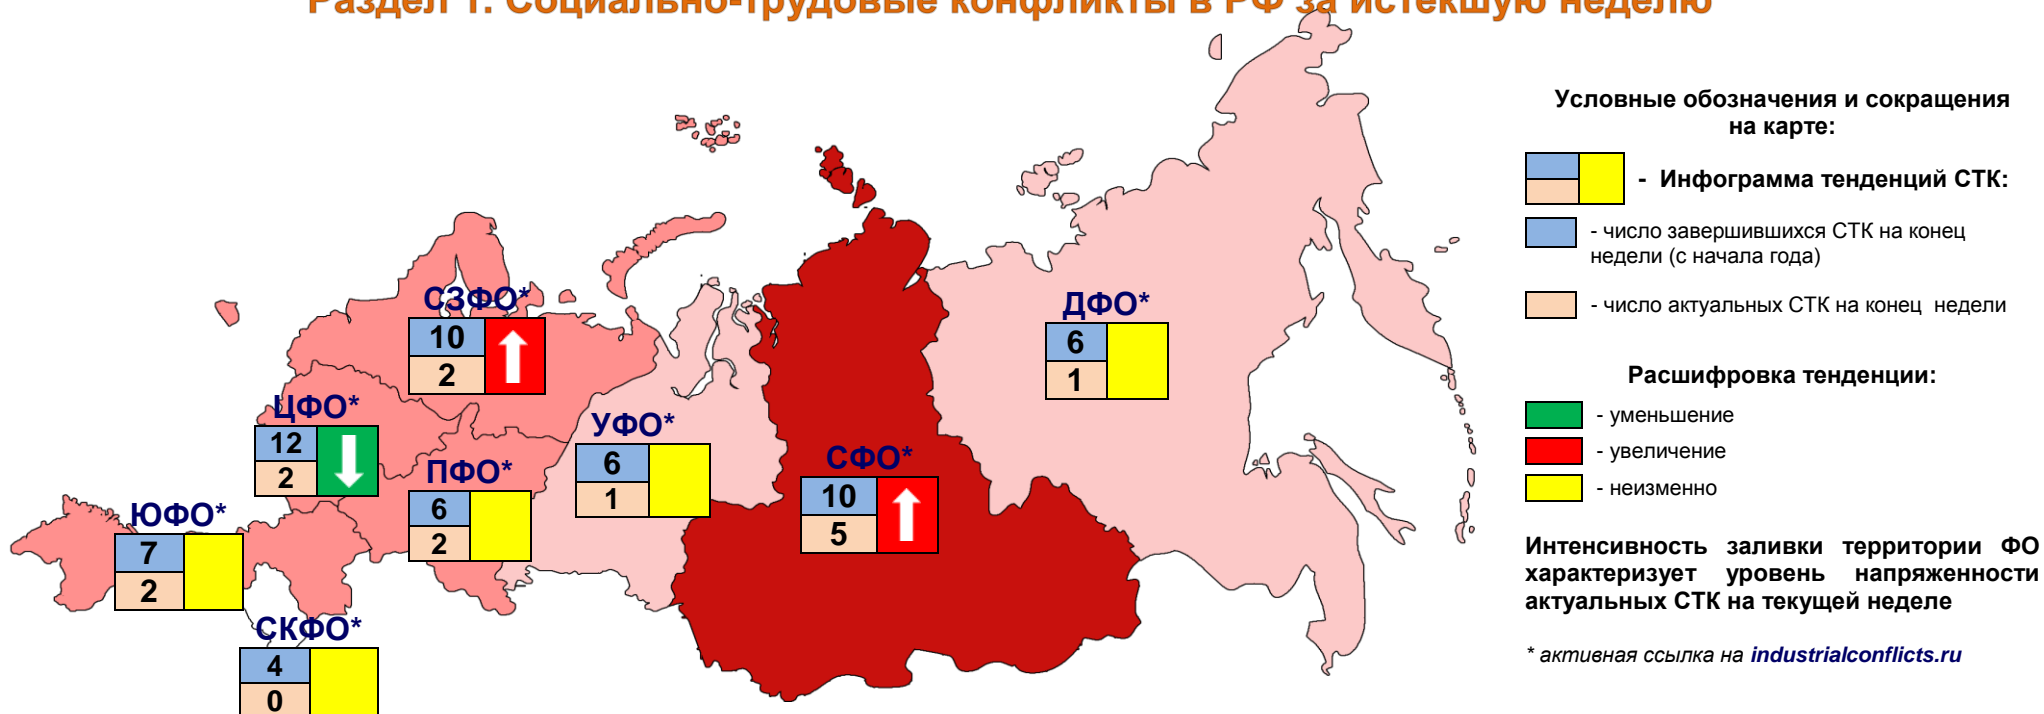 Раздел 1. Социально-трудовые конфликты в РФ за истекшую неделю
Условные обозначения и сокращения
на карте:
- Инфограмма тенденций СТК:
- число завершившихся СТК на конец
недели (с начала года)
- число актуальных СТК на конец недели
Расшифровка тенденции:
- уменьшение
- увеличение
- неизменно
Интенсивность заливки территории ФО
характеризует уровень напряженности
актуальных СТК на текущей неделе
* активная ссылка на industrialconflicts.ru
СЗФО*
10
2
ДФО*
6
1
ЦФО*
12
2
УФО*
6
1
ПФО*
6
2
СФО*
10
5
ЮФО*
7
2
СКФО*
4
0